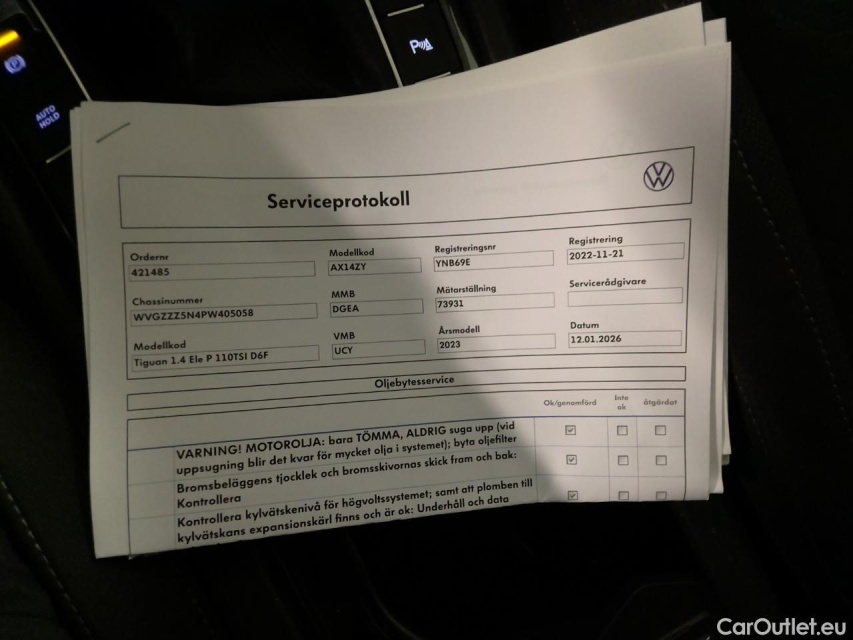 AUTO
HOLD
P
Serviceprotokoll
Ordernr
421485
Modellkod
AX14ZY
Registreringsnr
YNB69E
Registrering
2022-11-21
Chassinummer
WVGZZZ5N4PW405058
MMB
DGEA
Mätarställning
73931
Servicerådgivare
Modellkod
Tiguan 1.4 Ele P 110TSI D6F
VMB
UCY
Årsmodell
2023
Datum
12.01.2026
Oljebytesservice
Ok/genomförd
Inte
ok
åtgärdat
VARNING! MOTOROLJA: bara TÖMMA, ALDRIG suga upp (vid
uppsugning blir det kvar för mycket olja i systemet); byta oljefilter
Bromsbeläggens tjocklek och bromsskivornas skick fram och bak:
Kontrollera
Kontrollera kylvätskenivå för högvoltssystemet; samt att plomben till
kylvätskans expansionskärl finns och är ok: Underhåll och data
CarOutlet.eu